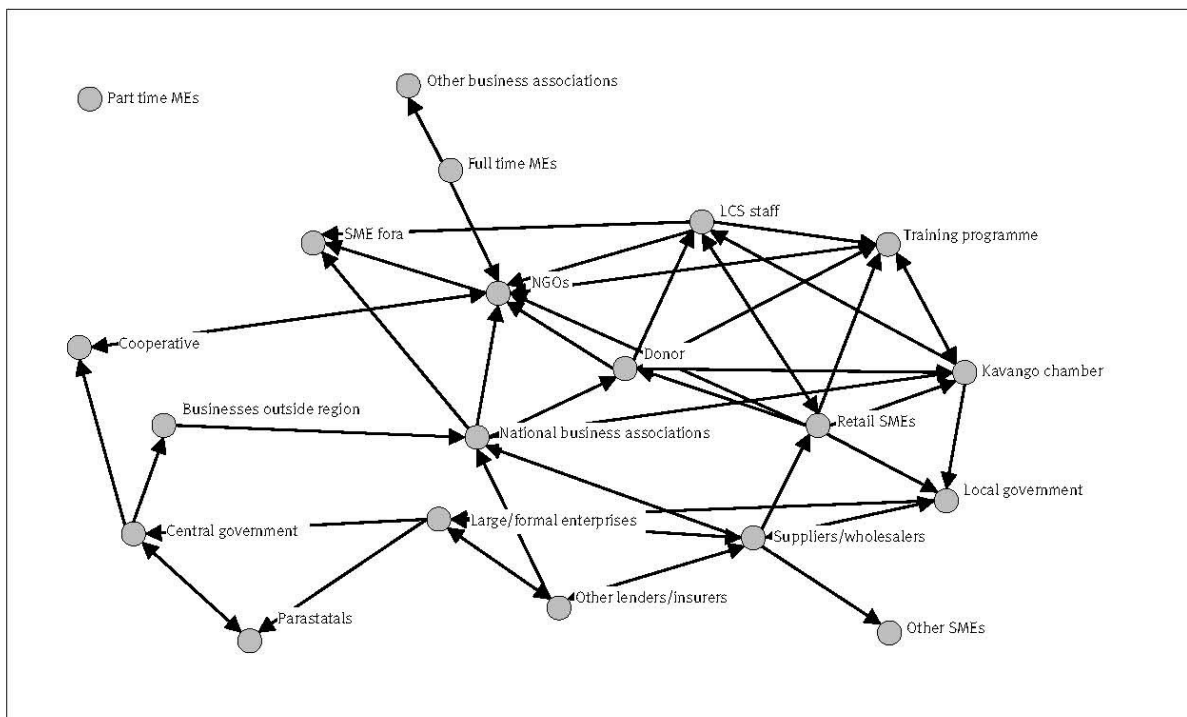 Other business associations
Part time MEs
Full time MEs
LCS staff
SME fora
Training programme
NGOs
Cooperative
Donor
Kavango chamber
Businesses outside region
Retail SMEs
National business associations
Local government
Large/formal enterprises
Central government
Suppliers/wholesalers
Other lenders/insurers
Parastatals
Other SMEs